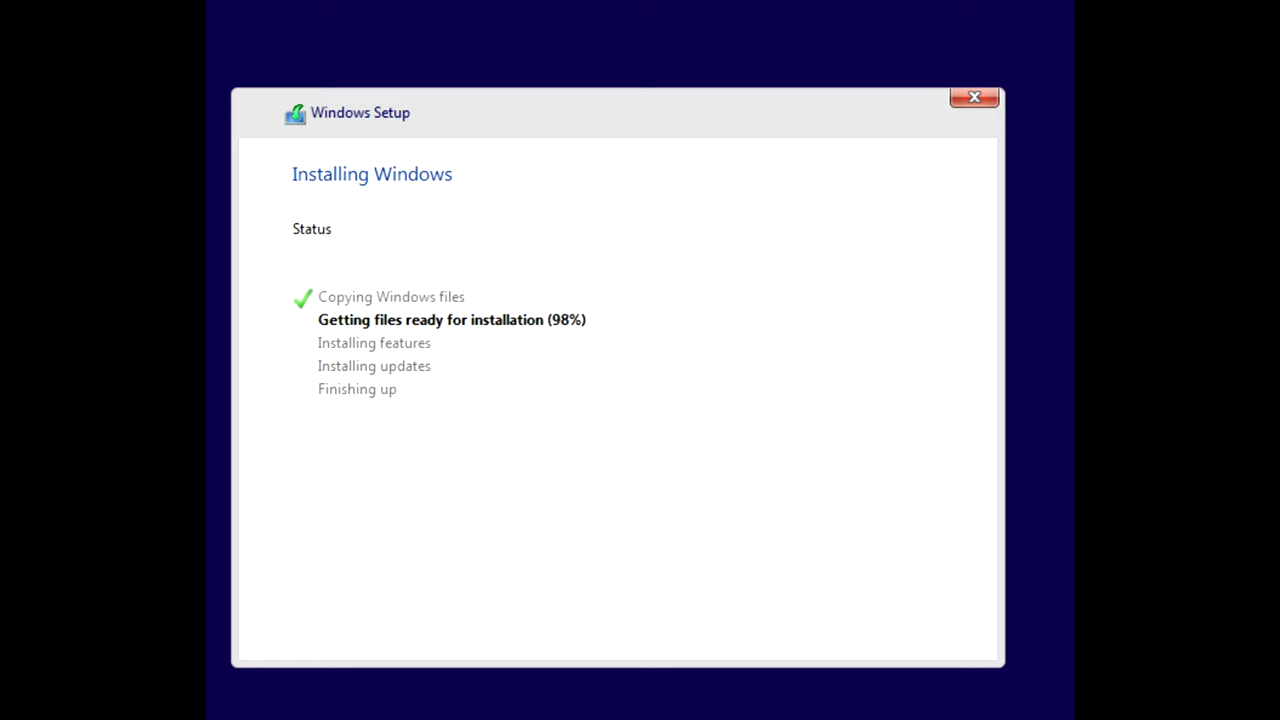 Windows Setup
Installing Windows
Status
Copying Windows files
Getting files ready for installation (98%)
Installing features
Installing updates
Finishing up